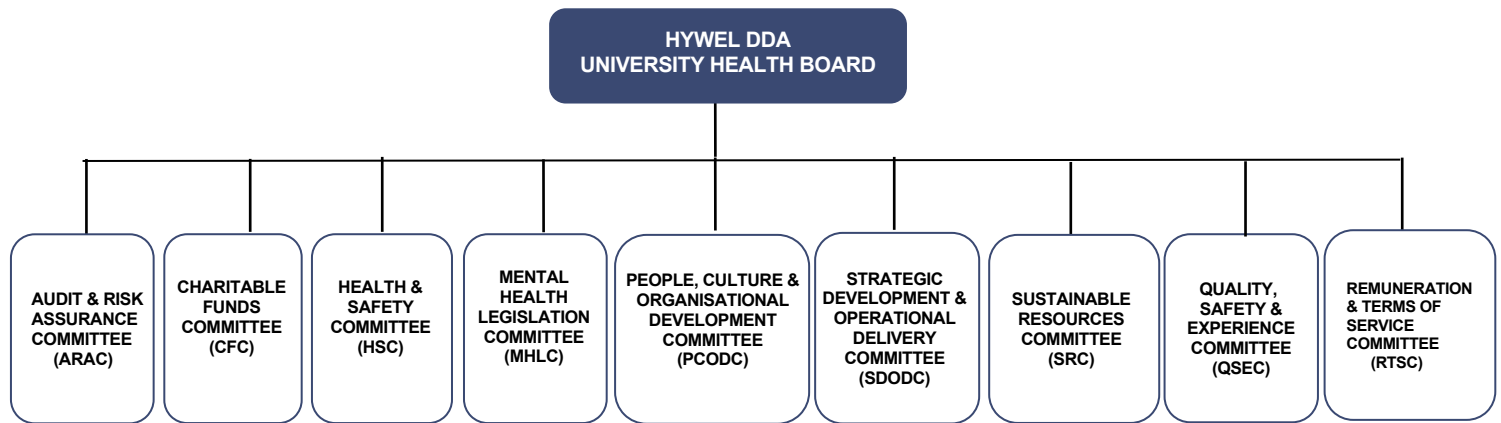 HYWEL DDA
UNIVERSITY HEALTH BOARD
AUDIT & RISK
ASSURANCE
COMMITTEE
(ARAC)
CHARITABLE
FUNDS
COMMITTEE
(CFC)
HEALTH &
SAFETY
COMMITTEE
(HSC)
MENTAL
HEALTH
LEGISLATION
COMMITTEE
(MHLC)
PEOPLE, CULTURE &
ORGANISATIONAL
DEVELOPMENT
COMMITTEE
(PCODC)
STRATEGIC
DEVELOPMENT &
OPERATIONAL
DELIVERY
COMMITTEE
(SDODC)
SUSTAINABLE
RESOURCES
COMMITTEE
(SRC)
QUALITY,
SAFETY &
EXPERIENCE
COMMITTEE
(QSEC)
REMUNERATION
& TERMS OF
SERVICE
COMMITTEE
(RTSC)